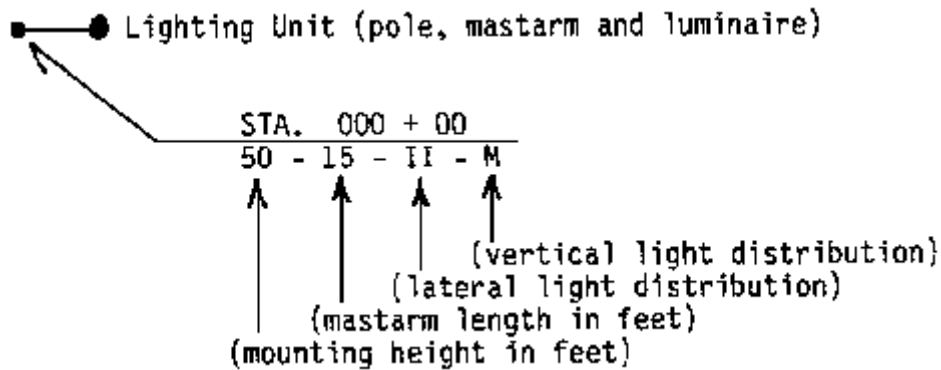 Lighting Unit (pole, mastarm and luminaire)
STA. 000 + 00
50 - 15 - II - M
(vertical light distribution)
(lateral light distribution)
(mastarm length in feet)
(mounting height in feet)